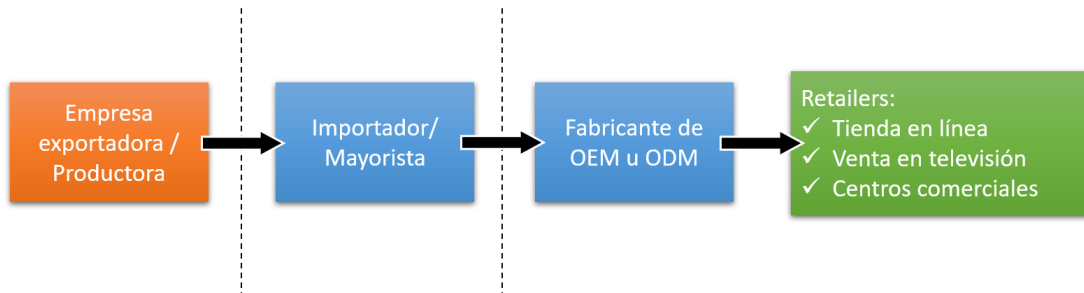 Empresa
exportadora /
Productora
Importador/
Mayorista
Fabricante de
OEM u ODM
Retailers:
✓ Tienda en línea
✓ Venta en televisión
✓ Centros comerciales